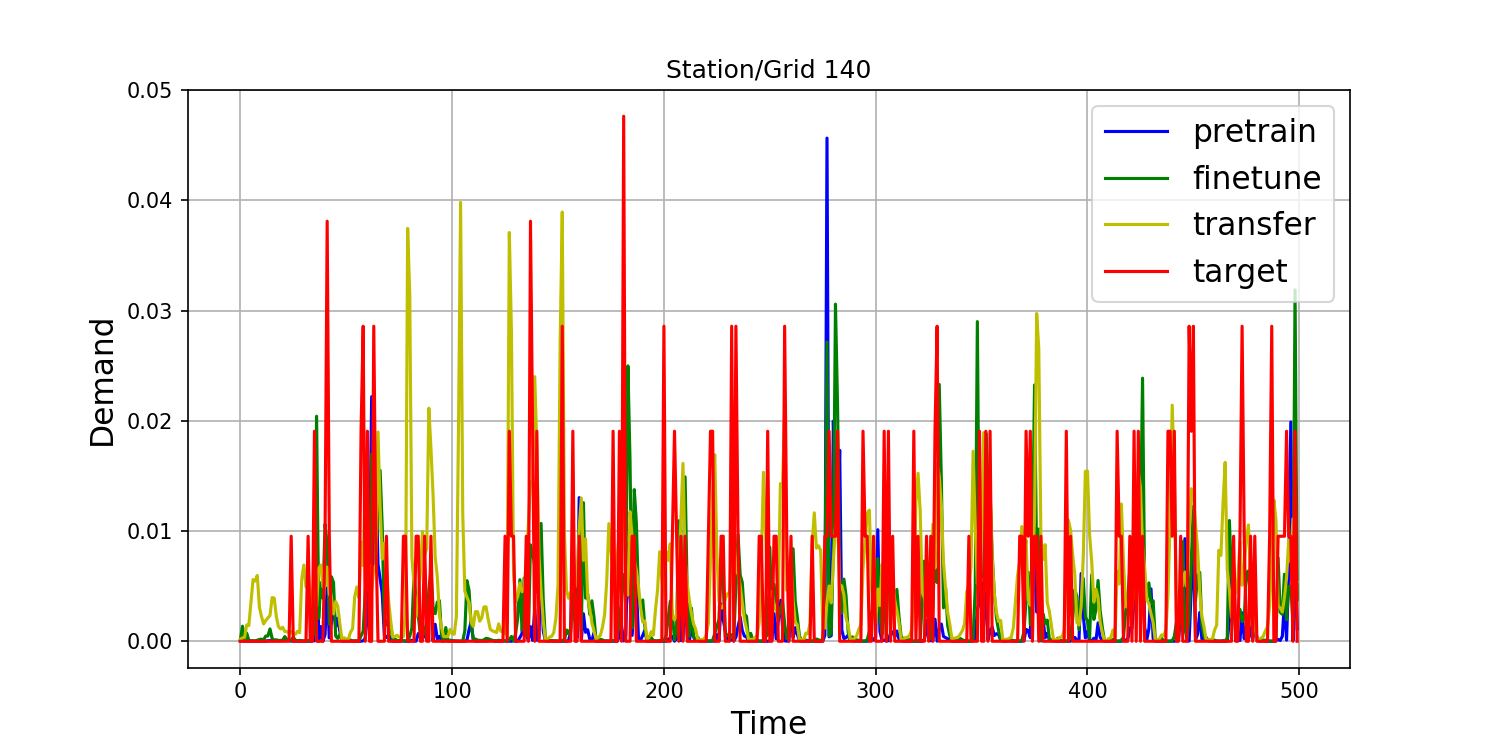 Station/Grid 140
0.05
0.04
0.03
0.02
0.01
0.00
Demand
pretrain
finetune
transfer
target
0 100 200 300 400 500
Time